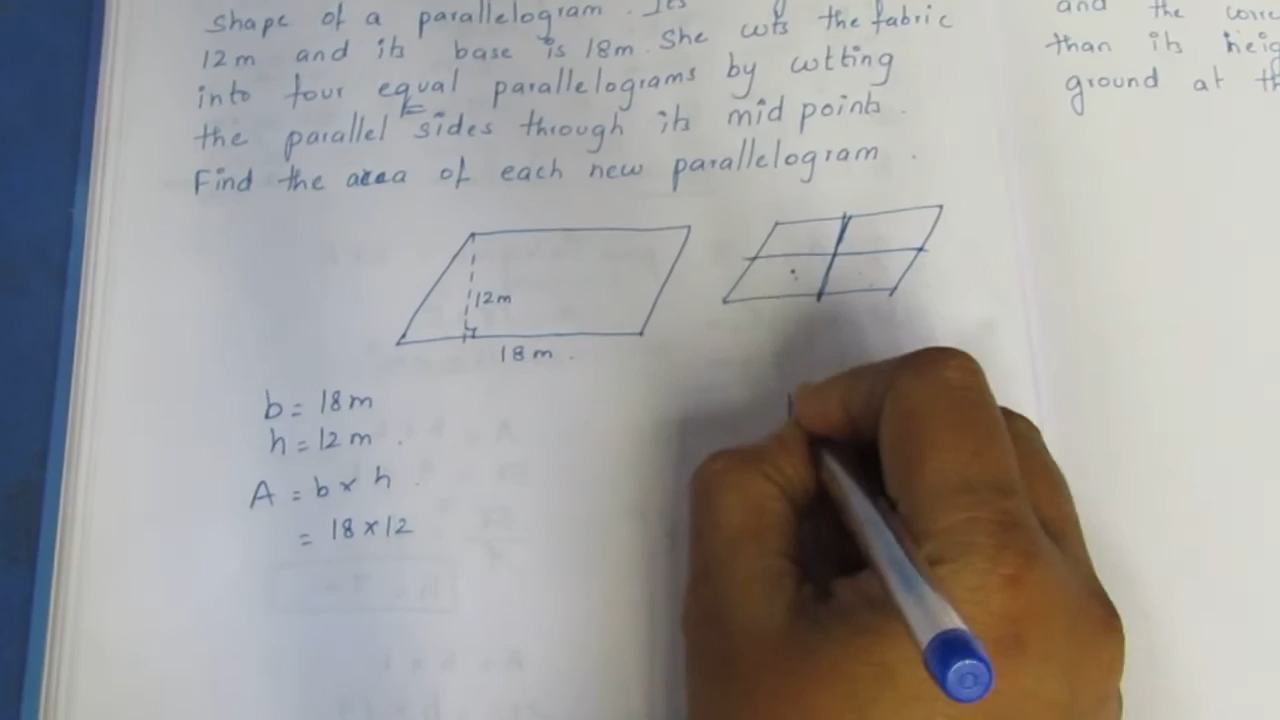 shape of a parallelogram. Its
12m and its base is 18m. She cuts the fabric
into four equal parallelograms by cutting
the parallel sides through its mid points.
Find the area of each new parallelogram.
12m
18m.
b = 18m
h = 12m.
A = b x h
= 18 x 12
and the
than its
ground at